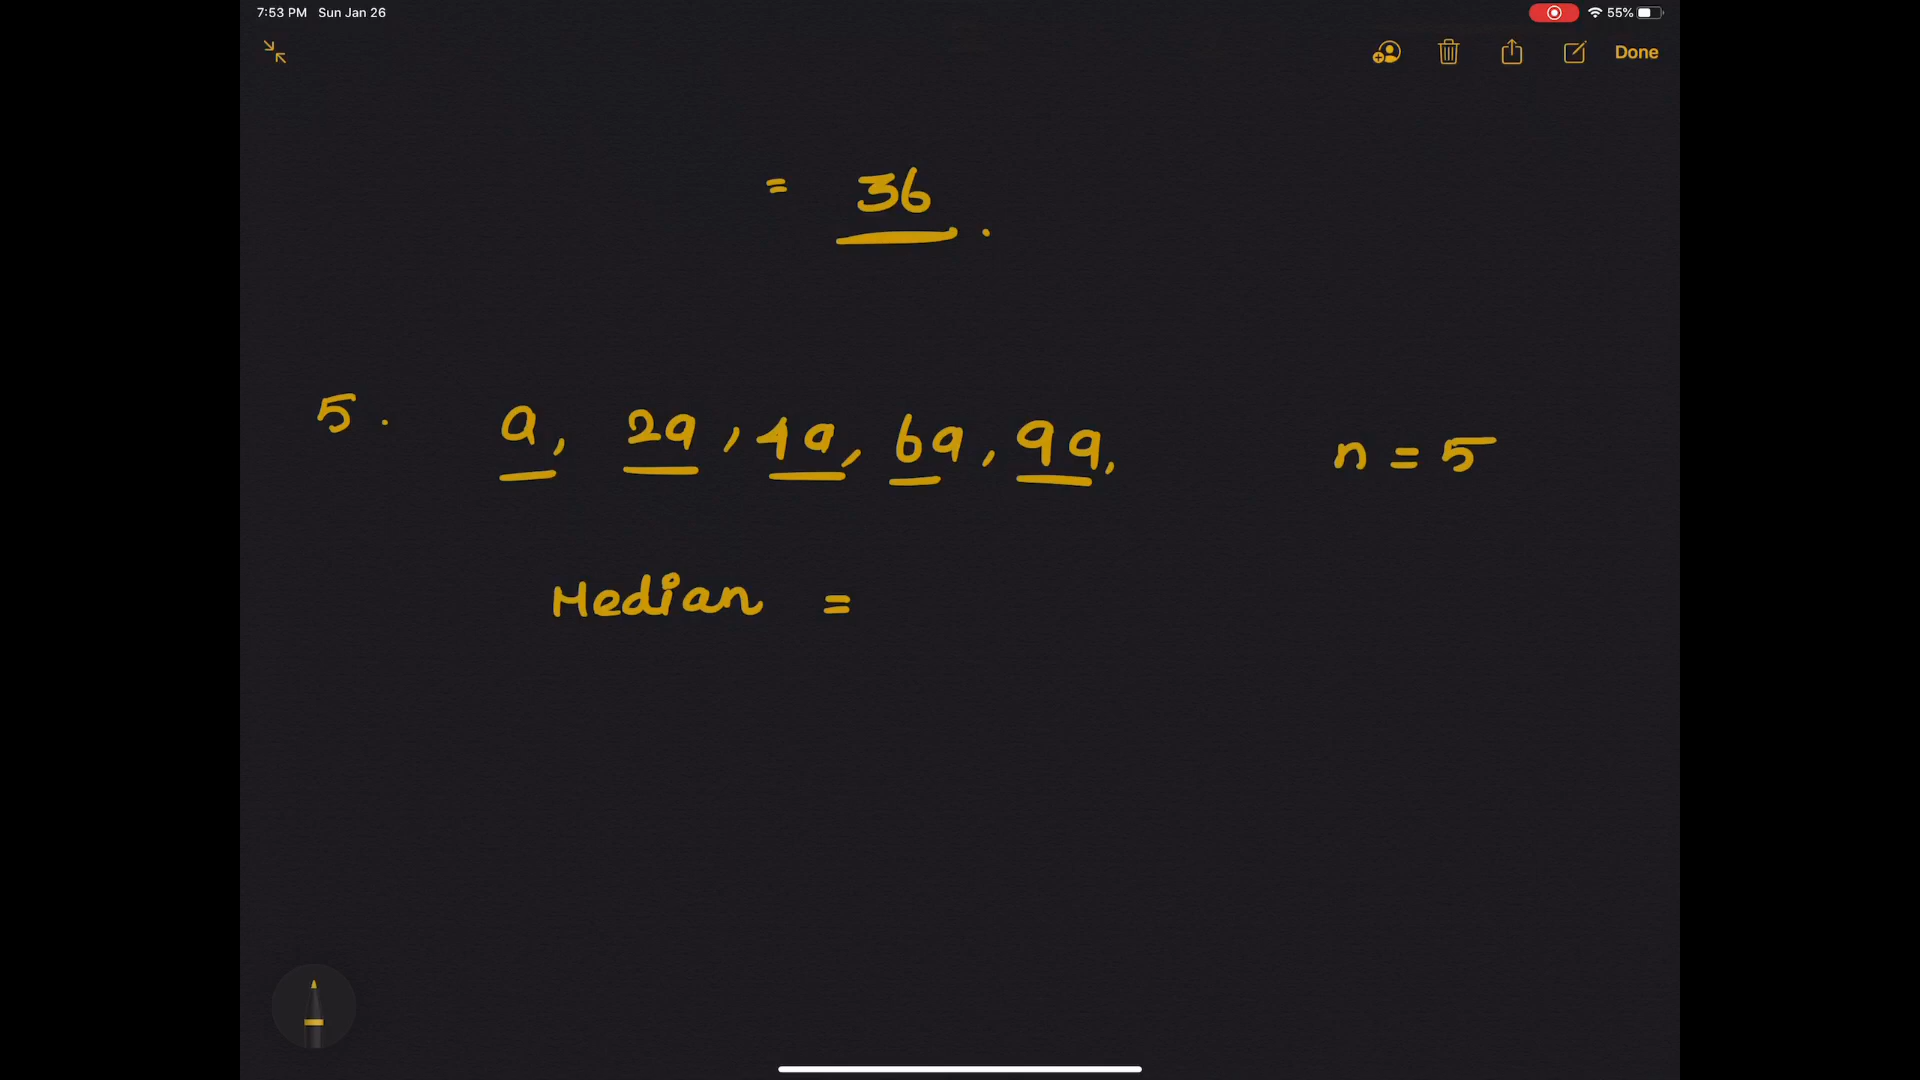 7:53 PM Sun Jan 26 55%
Done
= 36 .
5 . a, 2a, 4a, 6a, 9a, n = 5
Median =